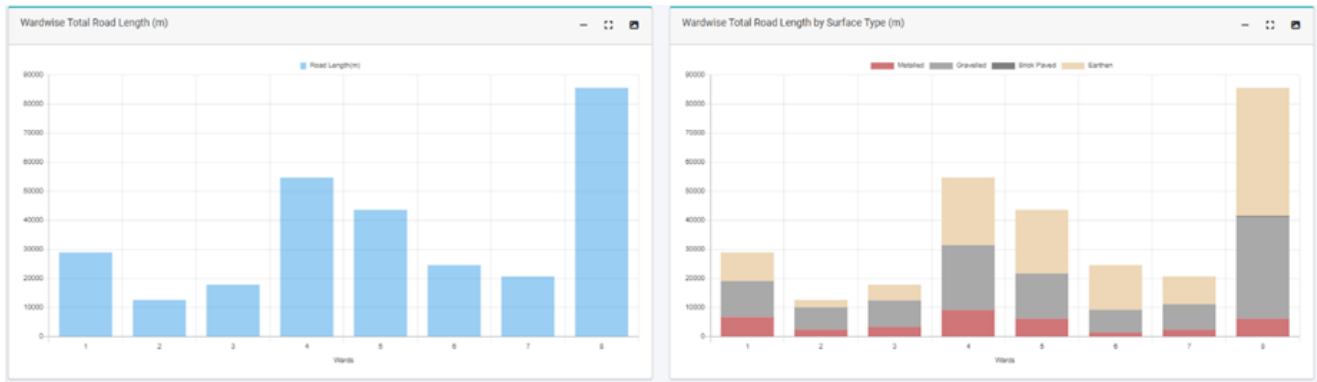 Wardwise Total Road Length (m)
Road Length(m)
90000
80000
70000
60000
50000
40000
30000
20000
10000
0
1 2 3 4 5 6 7 8
Wards
Wardwise Total Road Length by Surface Type (m)
Metalled Gravelled Brick Paved Earthen
90000
80000
70000
60000
50000
40000
30000
20000
10000
0
1 2 3 4 5 6 7 8
Wards